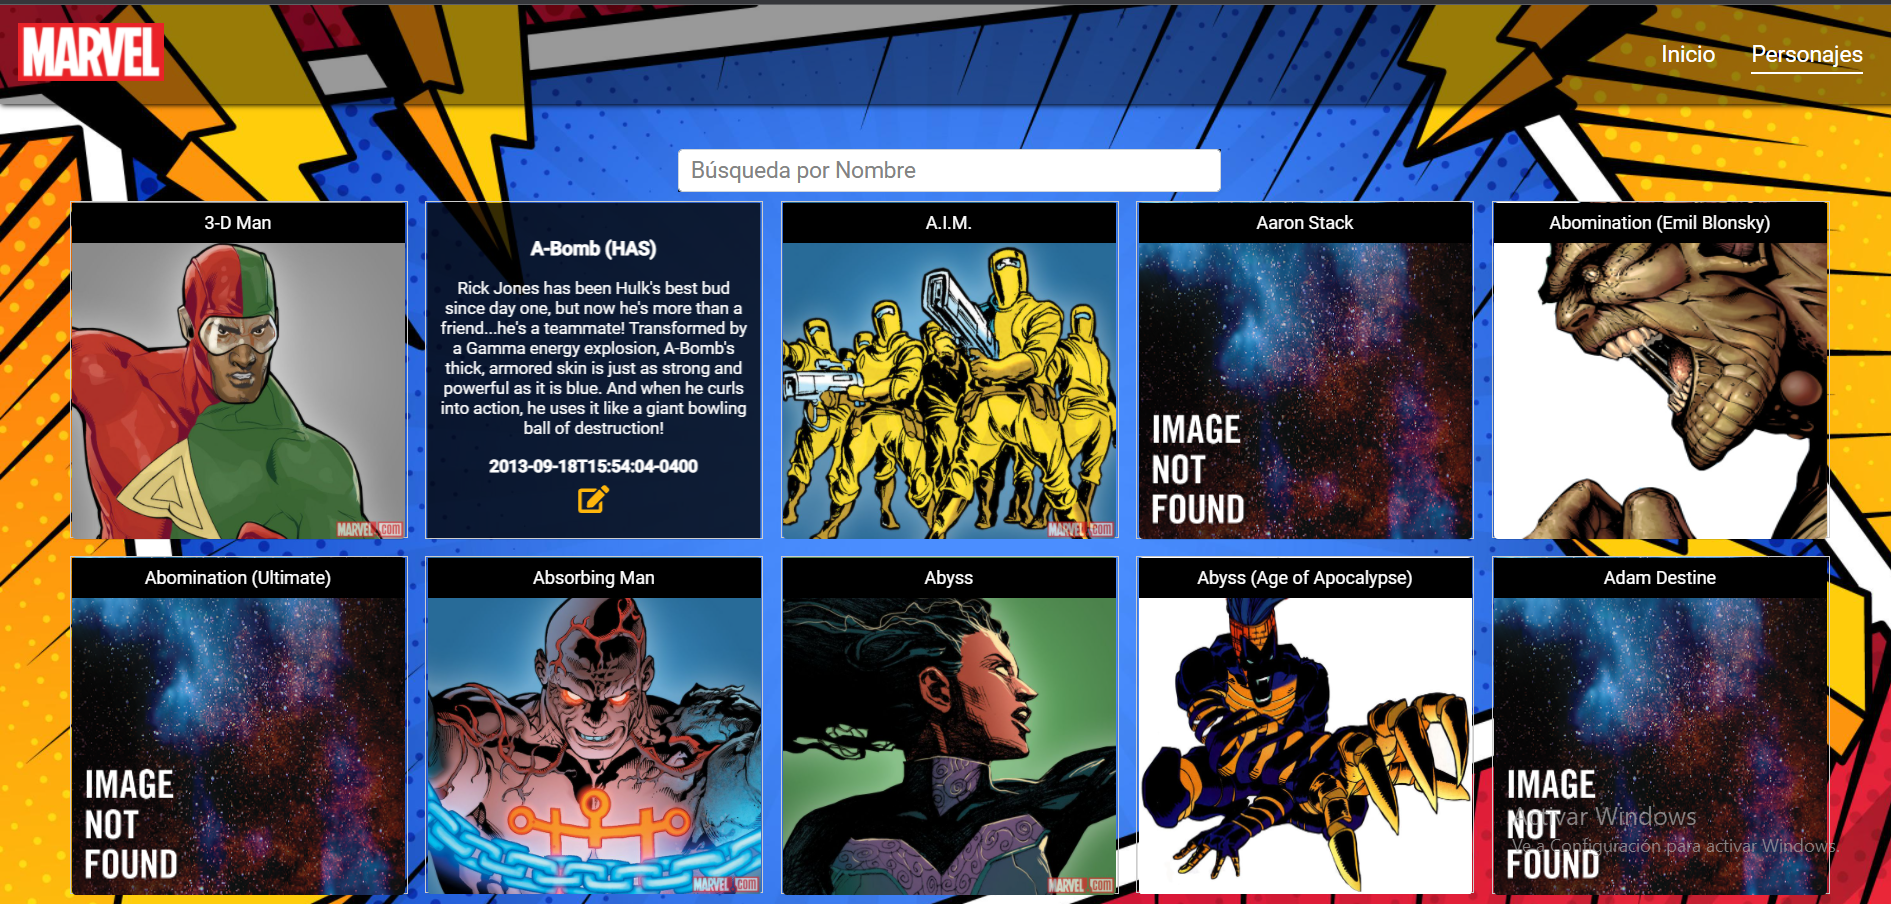 MARVEL
Inicio
Personajes
Búsqueda por Nombre
3-D Man
A-Bomb (HAS)
Rick Jones has been Hulk's best bud
since day one, but now he's more than a
friend...he's a teammate! Transformed by
a Gamma energy explosion, A-Bomb's
thick, armored skin is just as strong and
powerful as it is blue. And when he curls
into action, he uses it like a giant bowling
ball of destruction!
2013-09-18T15:54:04-0400
A.I.M.
Aaron Stack
Abomination (Emil Blonsky)
MARVEL.com
MARVEL.com
IMAGE
NOT
FOUND
Abomination (Ultimate)
Absorbing Man
Abyss
Abyss (Age of Apocalypse)
Adam Destine
IMAGE
NOT
FOUND
MARVEL.com
MARVEL.com
IMAGE
NOT
FOUND
Activar Windows
Ve a Configuración para activar Windows.